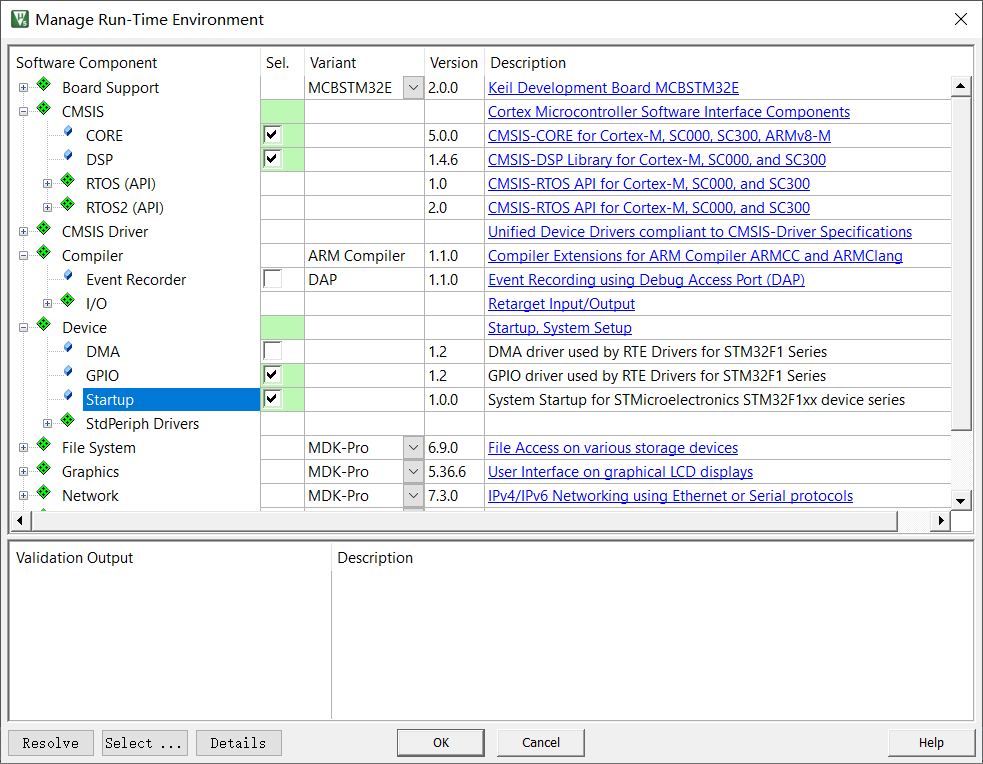 Manage Run-Time Environment
Software Component Sel. Variant Version Description
Board Support MCBSTM32E 2.0.0 Keil Development Board MCBSTM32E
CMSIS Cortex Microcontroller Software Interface Components
CORE 5.0.0 CMSIS-CORE for Cortex-M, SC000, SC300, ARMv8-M
DSP 1.4.6 CMSIS-DSP Library for Cortex-M, SC000, and SC300
RTOS (API) 1.0 CMSIS-RTOS API for Cortex-M, SC000, and SC300
RTOS2 (API) 2.0 CMSIS-RTOS API for Cortex-M, SC000, and SC300
CMSIS Driver Unified Device Drivers compliant to CMSIS-Driver Specifications
Compiler ARM Compiler 1.1.0 Compiler Extensions for ARM Compiler ARMCC and ARMClang
Event Recorder DAP 1.1.0 Event Recording using Debug Access Port (DAP)
I/O Retarget Input/Output
Device Startup, System Setup
DMA 1.2 DMA driver used by RTE Drivers for STM32F1 Series
GPIO 1.2 GPIO driver used by RTE Drivers for STM32F1 Series
Startup 1.0.0 System Startup for STMicroelectronics STM32F1xx device series
StdPeriph Drivers
File System MDK-Pro 6.9.0 File Access on various storage devices
Graphics MDK-Pro 5.36.6 User Interface on graphical LCD displays
Network MDK-Pro 7.3.0 IPv4/IPv6 Networking using Ethernet or Serial protocols
Validation Output Description
Resolve Select ... Details OK Cancel Help